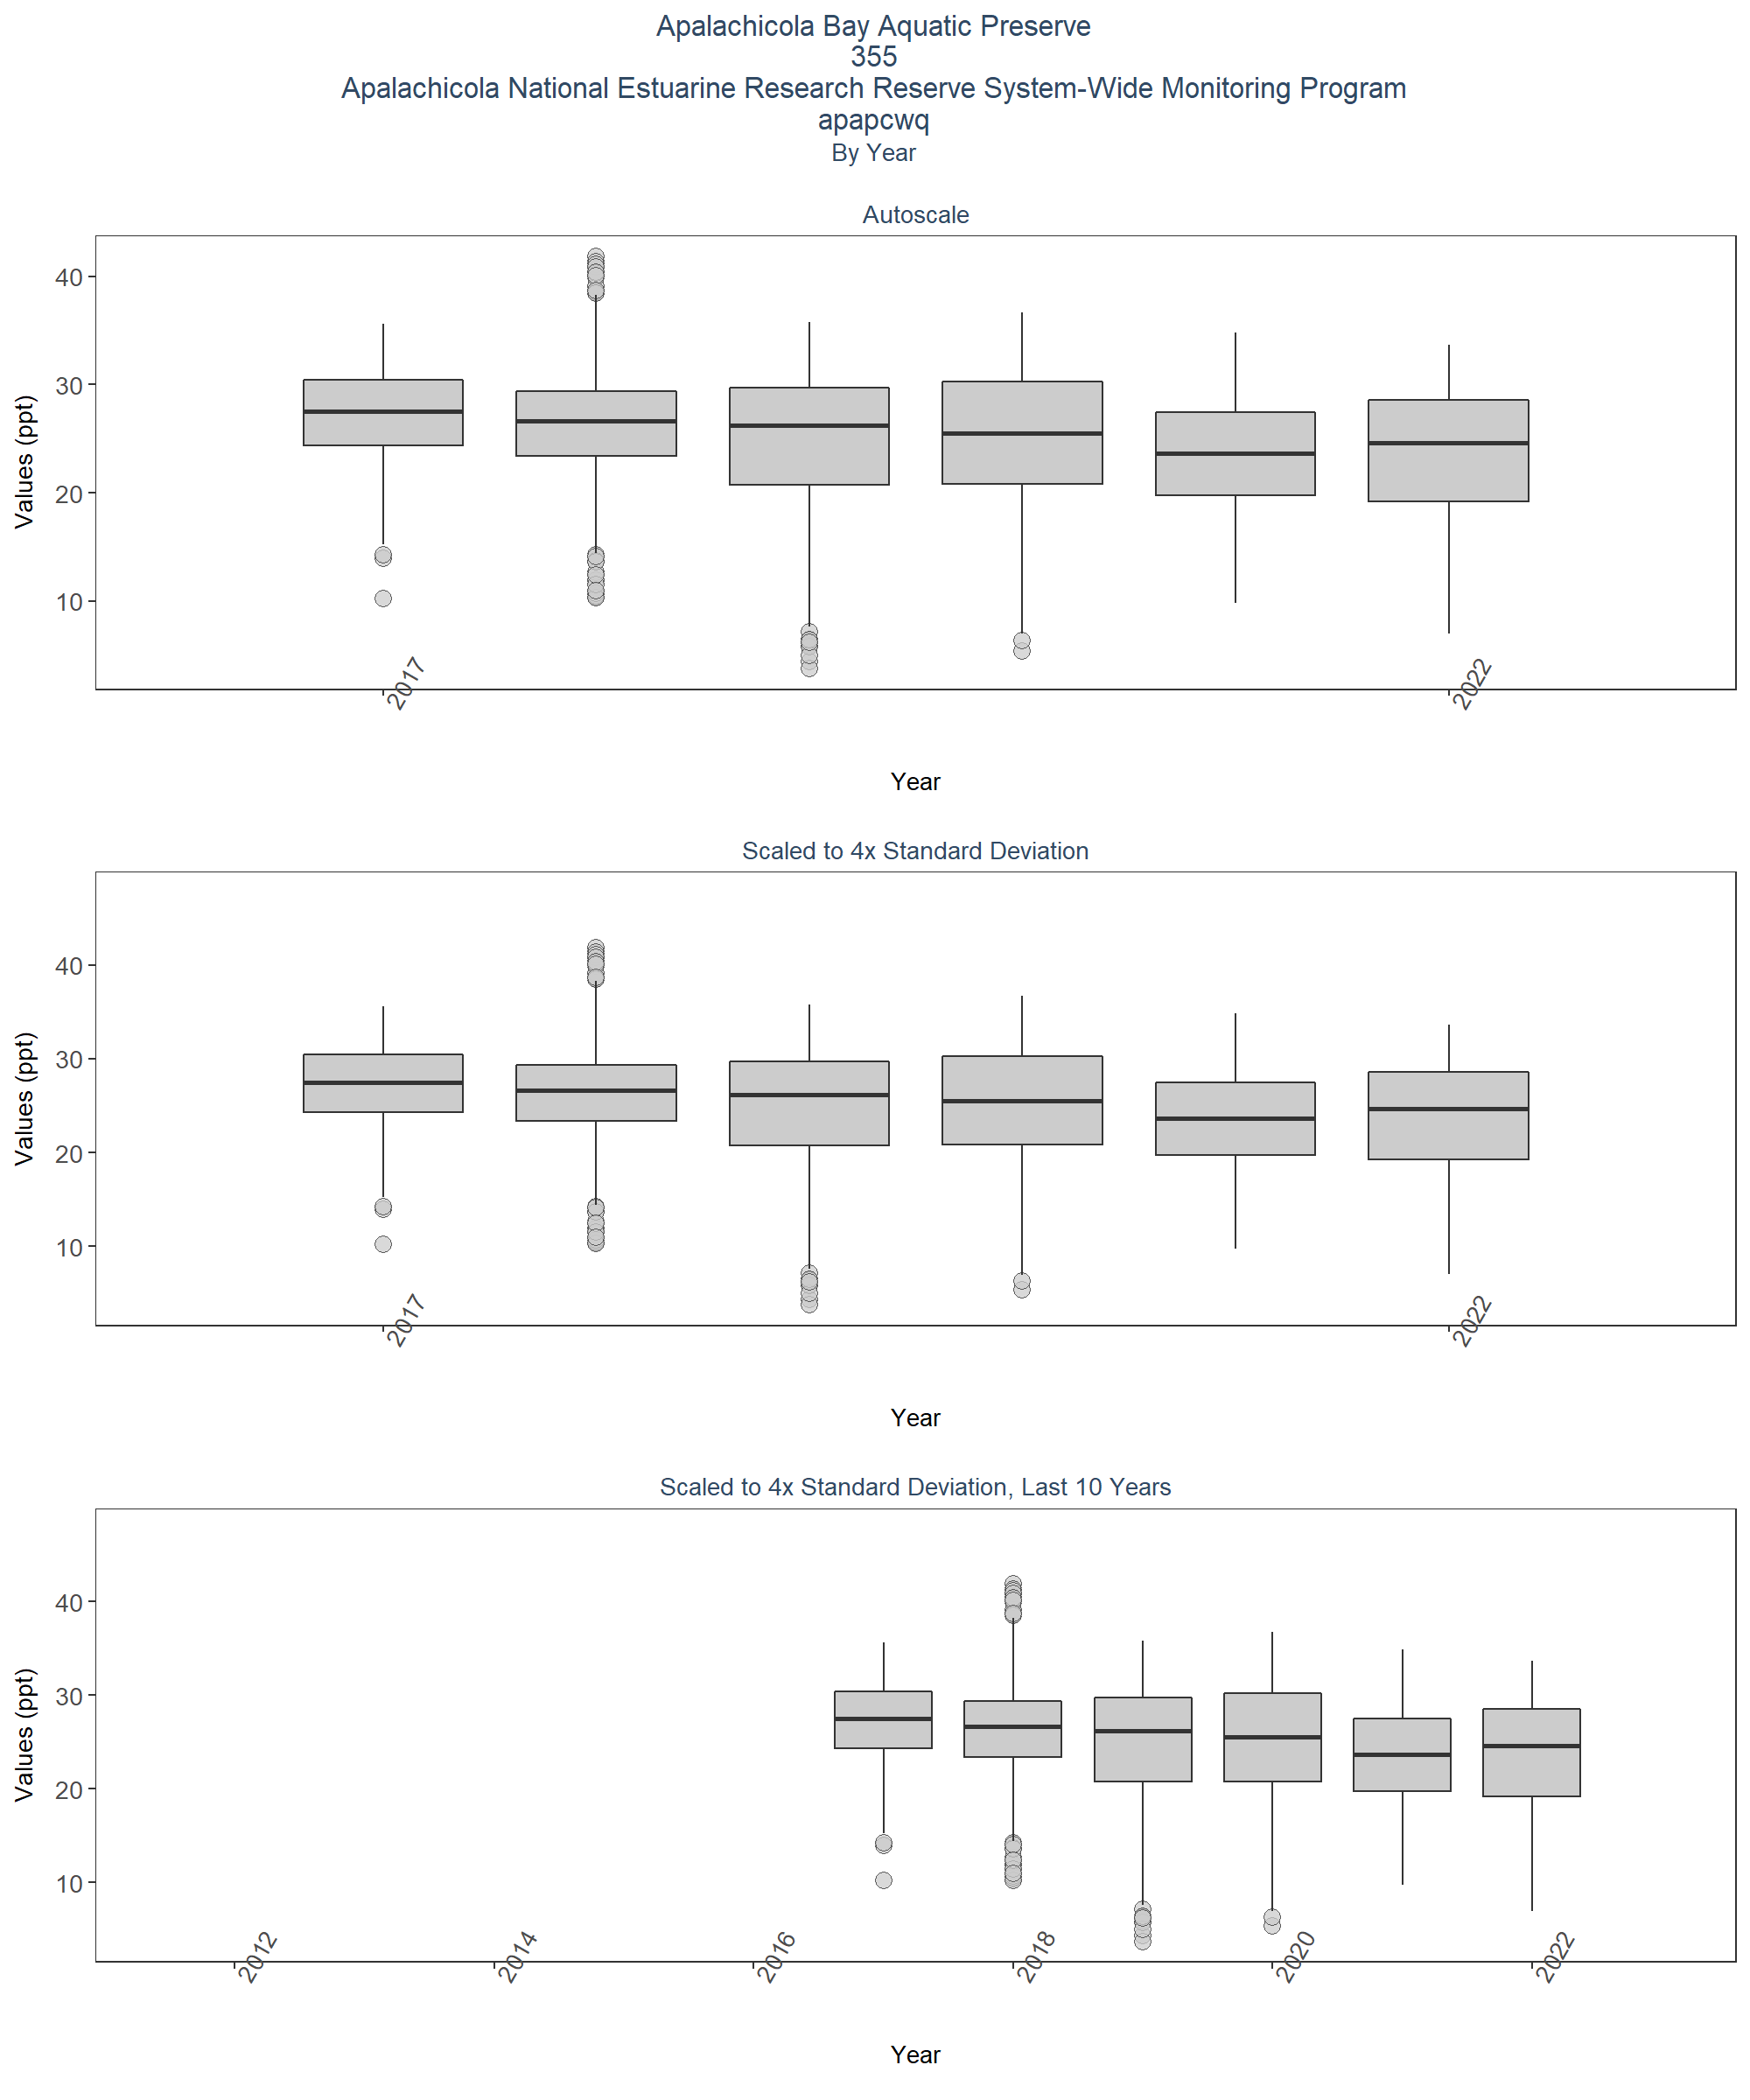 Apalachicola Bay Aquatic Preserve
355
Apalachicola National Estuarine Research Reserve System-Wide Monitoring Program
apapcwq
By Year
Autoscale
Values (ppt)
40
30
20
10
2017
2022
Year
Scaled to 4x Standard Deviation
Values (ppt)
40
30
20
10
2017
2022
Year
Scaled to 4x Standard Deviation, Last 10 Years
Values (ppt)
40
30
20
10
2012
2014
2016
2018
2020
2022
Year